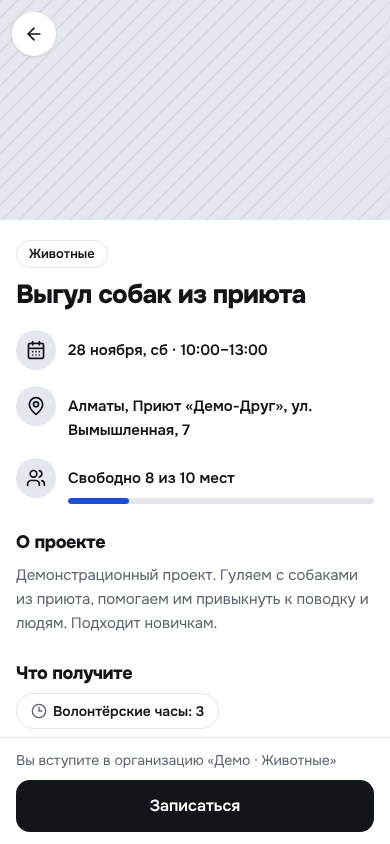 Животные
Выгул собак из приюта
28 ноября, сб · 10:00–13:00
Алматы, Приют «Демо-Друг», ул.
Вымышленная, 7
Свободно 8 из 10 мест
О проекте
Демонстрационный проект. Гуляем с собаками
из приюта, помогаем им привыкнуть к поводку и
людям. Подходит новичкам.
Что получите
Волонтёрские часы: 3
Вы вступите в организацию «Демо · Животные»
Записаться